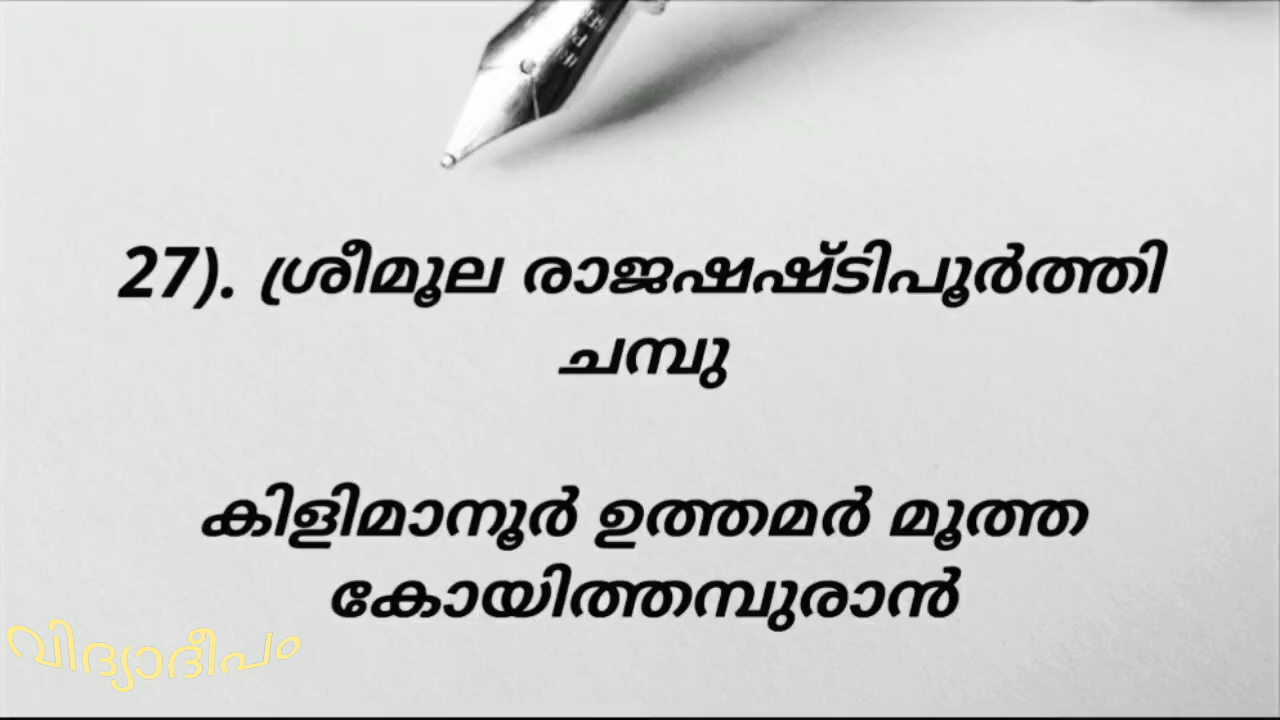 27). ശ്രീമൂല രാജഷഷ്ടിപൂർത്തി
ചമ്പു
കിളിമാനൂർ ഉത്തമർ മൂത്ത
കോയിത്തമ്പുരാൻ
വിദ്യാദീപം